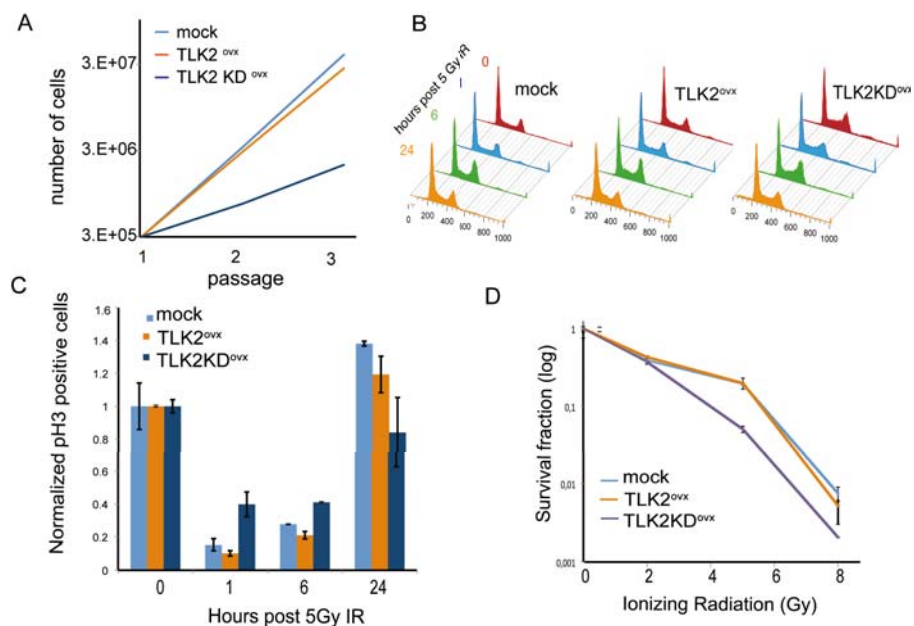 A
mock
TLK2 ovx
TLK2 KD ovx
3.E+07
3.E+06
3.E+05
number of cells
1 2 3
passage
B
hours post 5 Gy IR
0
1
6
24
mock
TLK2ovx
TLK2KDovx
0 200 400 600 800 1000
0 200 400 600 800 1000
0 200 400 600 800 1000
C
mock
TLK2ovx
TLK2KDovx
1.6
1.4
1.2
1
0.8
0.6
0.4
0.2
0
Normalized pH3 positive cells
0 1 6 24
Hours post 5Gy IR
D
1
0,1
0,01
0,001
Survival fraction (log)
mock
TLK2ovx
TLK2KDovx
0 2 4 6 8
Ionizing Radiation (Gy)